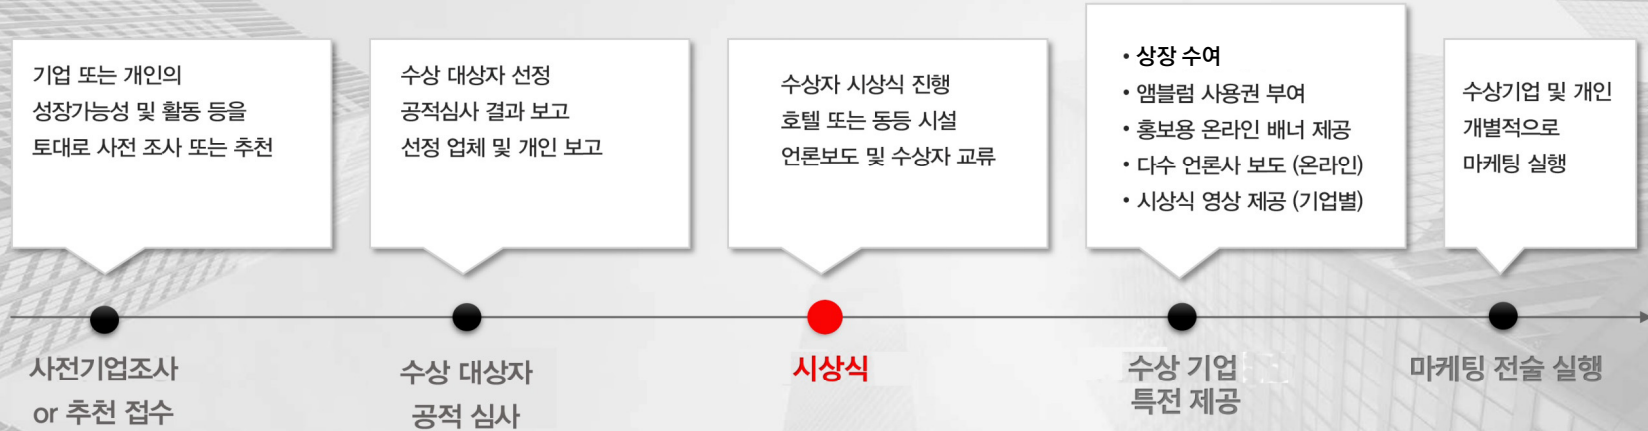 기업 또는 개인의
성장가능성 및 활동 등을
토대로 사전 조사 또는 추천
수상 대상자 선정
공적심사 결과 보고
선정 업체 및 개인 보고
수상자 시상식 진행
호텔 또는 동등 시설
언론보도 및 수상자 교류
• 상장 수여
• 앰블럼 사용권 부여
• 홍보용 온라인 배너 제공
• 다수 언론사 보도 (온라인)
• 시상식 영상 제공 (기업별)
수상기업 및 개인
개별적으로
마케팅 실행
사전기업조사
or 추천 접수
수상 대상자
공적 심사
시상식
수상 기업
특전 제공
마케팅 전술 실행